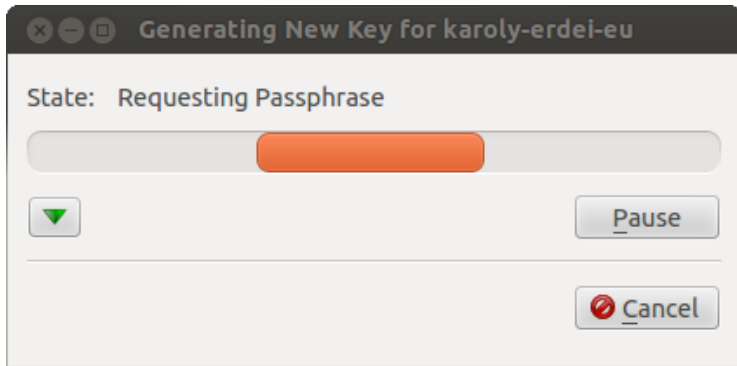 Generating New Key for karoly-erdei-eu
State: Requesting Passphrase
Pause
Cancel